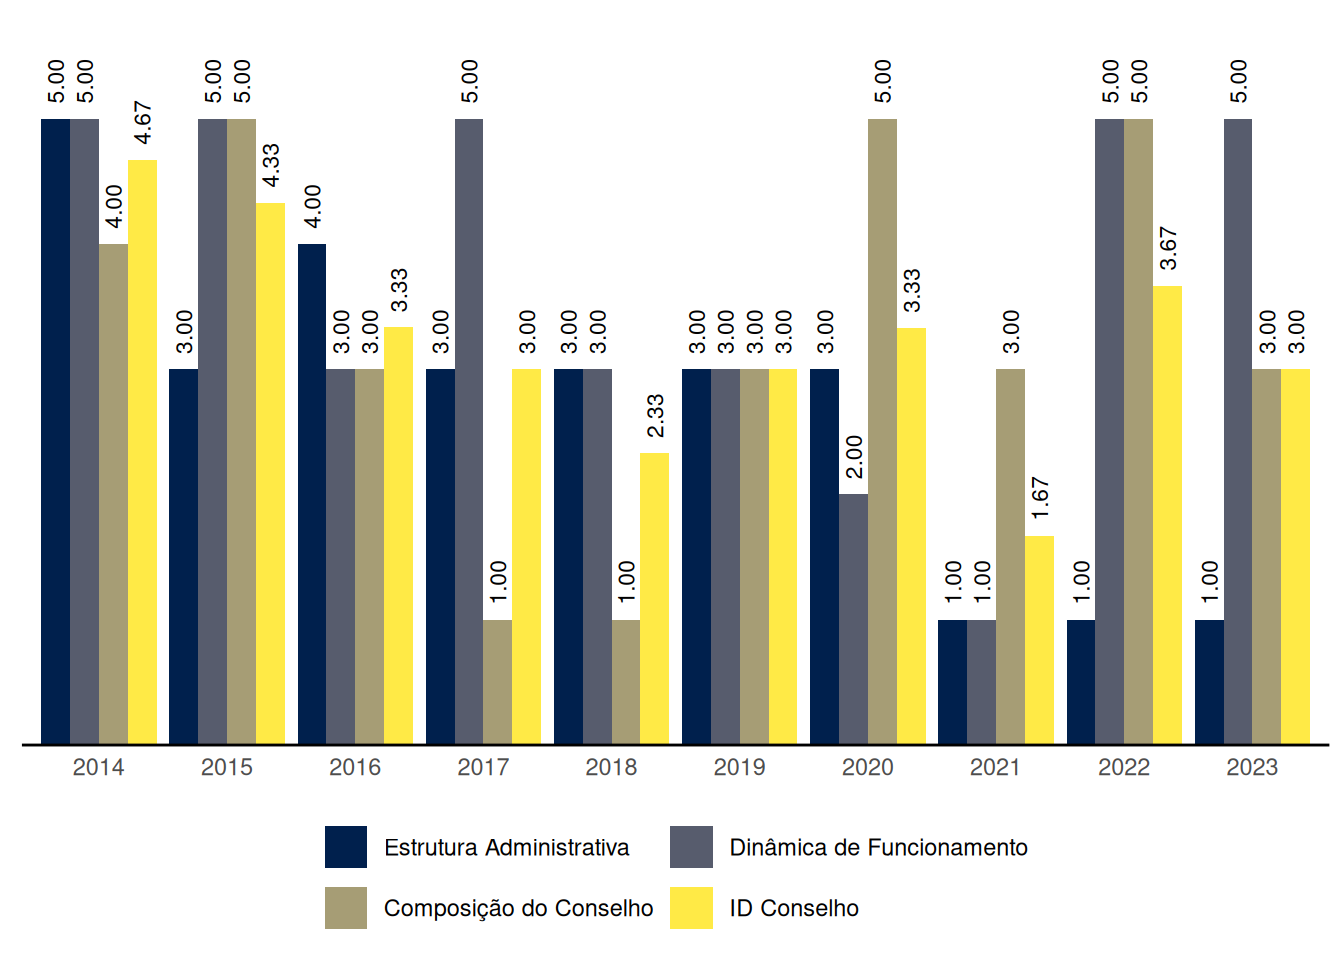 5.00 5.00 4.00 4.67 3.00 5.00 5.00 4.33 4.00 3.00 3.00 3.33 3.00 5.00 1.00 3.00 3.00 3.00 1.00 2.33 3.00 3.00 3.00 3.00 3.00 2.00 5.00 3.33 1.00 1.00 3.00 1.67 1.00 5.00 5.00 3.67 1.00 5.00 3.00 3.00
2014 2015 2016 2017 2018 2019 2020 2021 2022 2023
Estrutura Administrativa Dinâmica de Funcionamento
Composição do Conselho ID Conselho